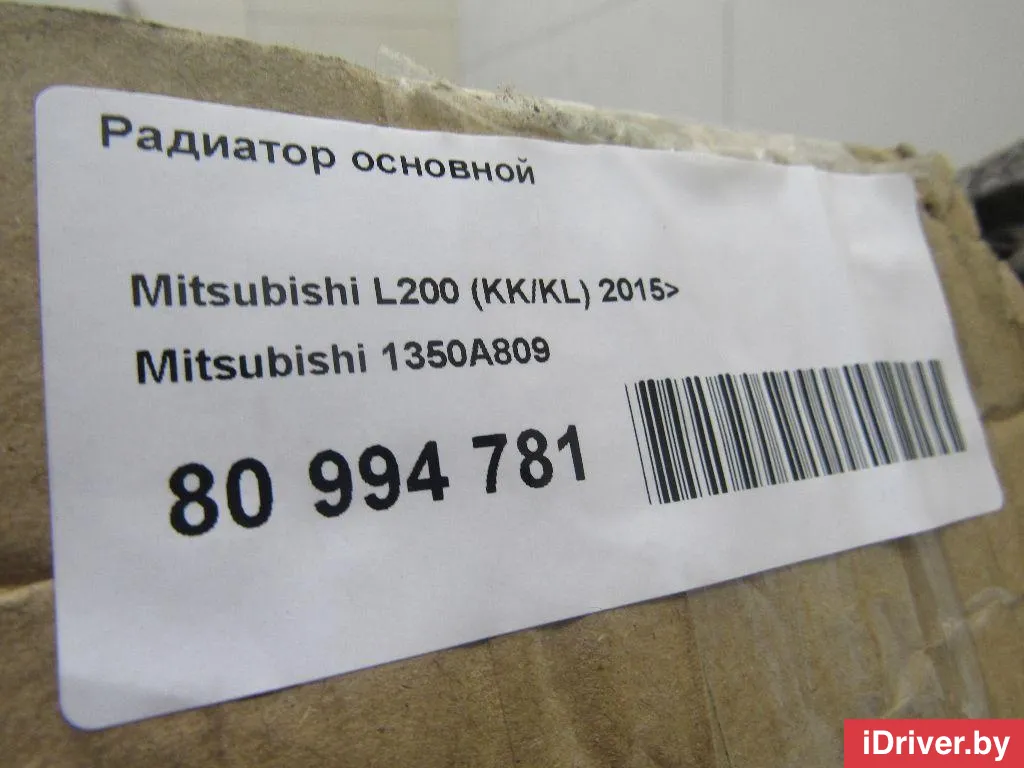 Радиатор основной
Mitsubishi L200 (KK/KL) 2015>
Mitsubishi 1350A809
80 994 781
iDriver.by